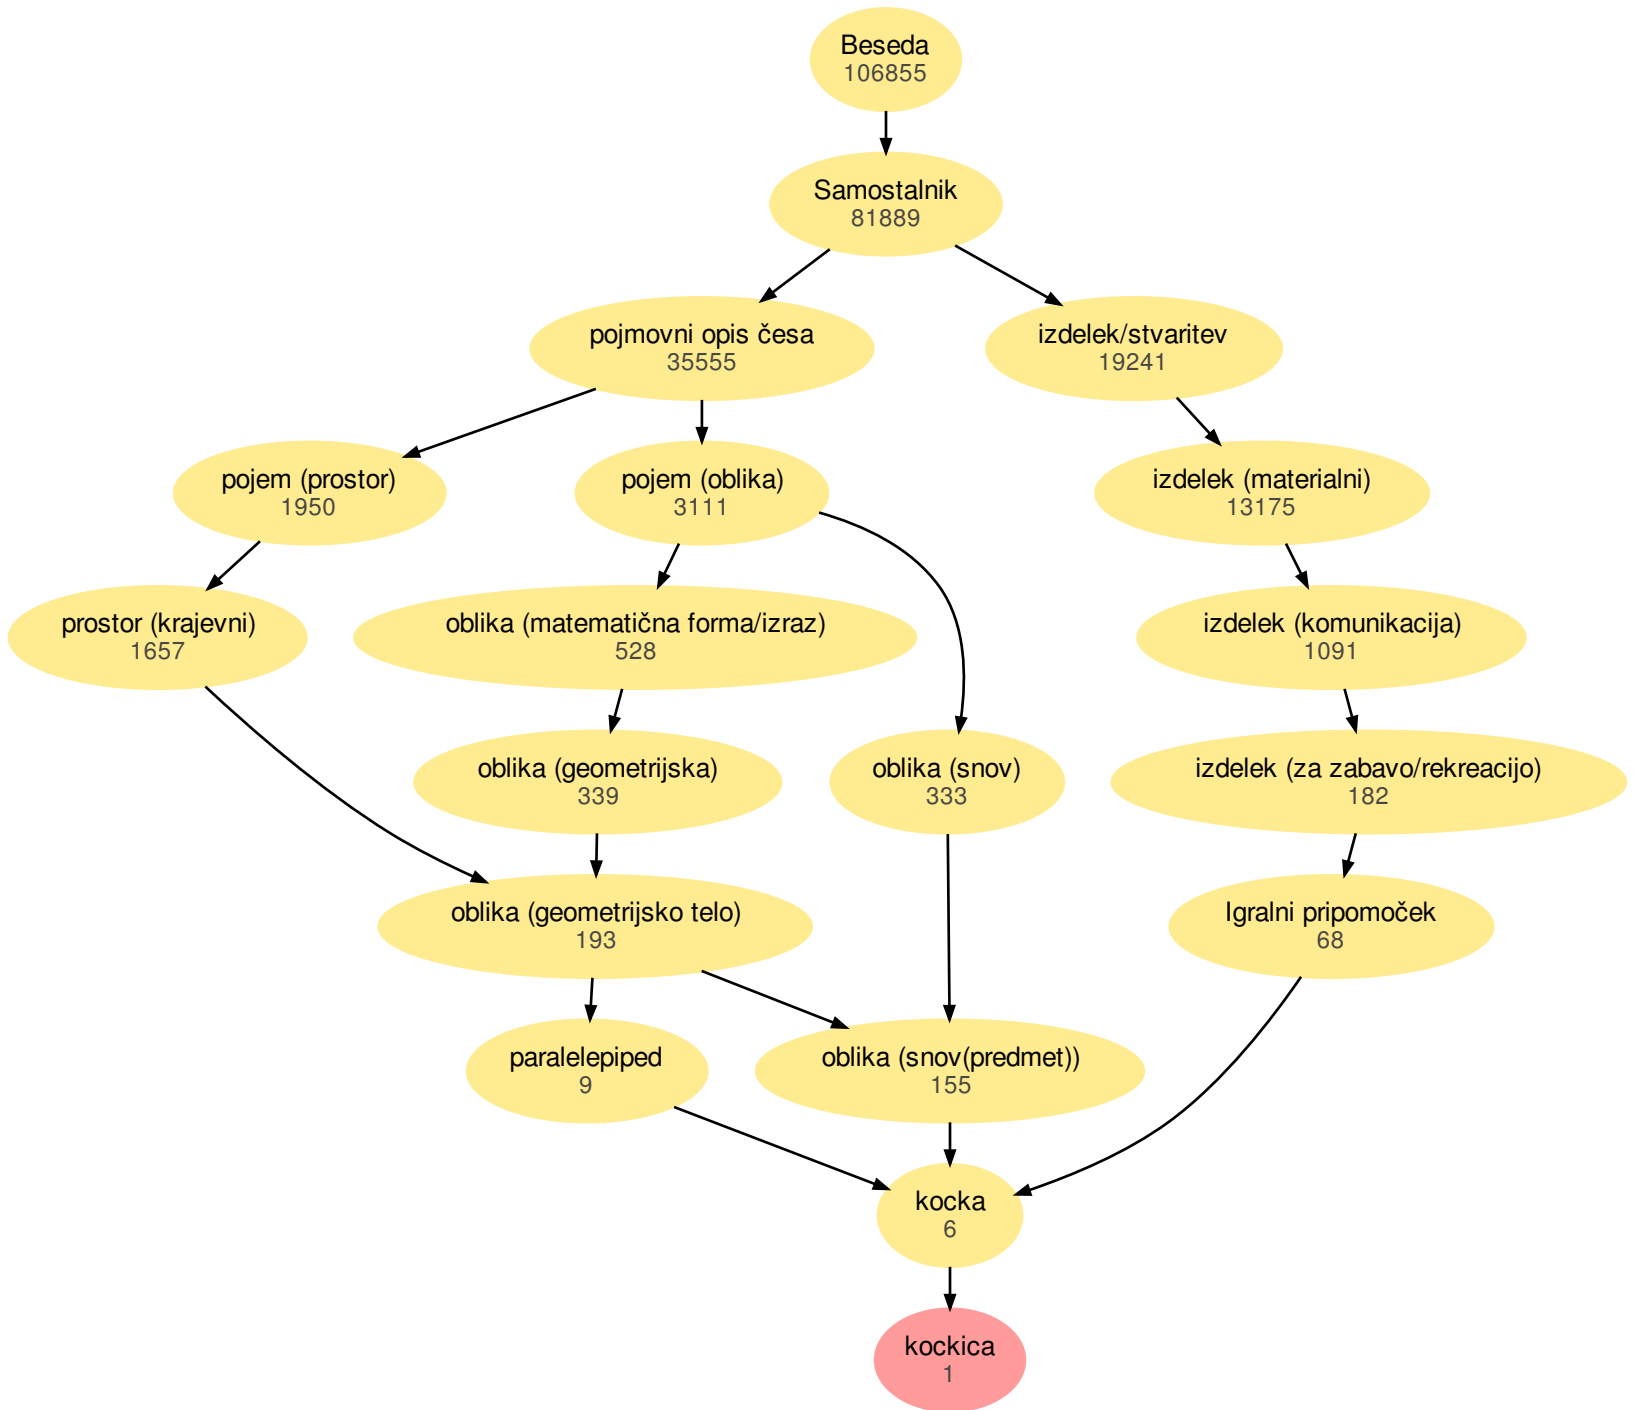 Beseda
106855
Samostalnik
81889
pojmovni opis česa
35555
izdelek/stvaritev
19241
pojem (prostor)
1950
pojem (oblika)
3111
izdelek (materialni)
13175
prostor (krajevni)
1657
oblika (matematična forma/izraz)
528
izdelek (komunikacija)
1091
oblika (geometrijska)
339
oblika (snov)
333
izdelek (za zabavo/rekreacijo)
182
oblika (geometrijsko telo)
193
Igralni pripomoček
68
paralelepiped
9
oblika (snov(predmet))
155
kocka
6
kockica
1